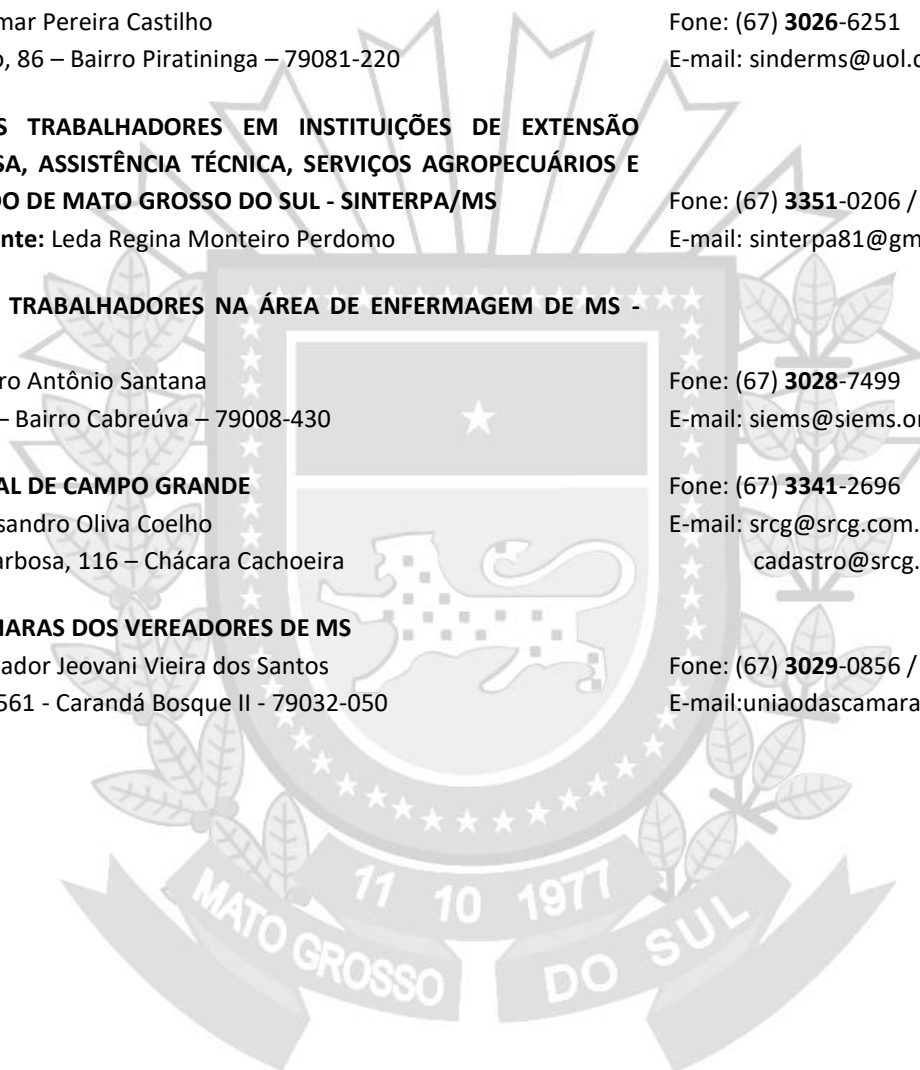 mar Pereira Castilho
Fone: (67) 3026-6251
o, 86 – Bairro Piratininga – 79081-220
E-mail: sinderms@uol.c
S TRABALHADORES EM INSTITUIÇÕES DE EXTENSÃO
SA, ASSISTÊNCIA TÉCNICA, SERVIÇOS AGROPECUÁRIOS E
DO DE MATO GROSSO DO SUL - SINTERPA/MS
Fone: (67) 3351-0206 /
nte: Leda Regina Monteiro Perdomo
E-mail: sinterpa81@gm
TRABALHADORES NA ÁREA DE ENFERMAGEM DE MS -
ro Antônio Santana
Fone: (67) 3028-7499
– Bairro Cabreúva – 79008-430
E-mail: siems@siems.or
AL DE CAMPO GRANDE
Fone: (67) 3341-2696
sandro Oliva Coelho
E-mail: srcg@srcg.com.
arbosa, 116 – Chácara Cachoeira
cadastro@srcg.
MARAS DOS VEREADORES DE MS
ador Jeovani Vieira dos Santos
Fone: (67) 3029-0856 /
561 - Carandá Bosque II - 79032-050
E-mail:uniaodascamara
11 10 1977
MATO GROSSO DO SUL